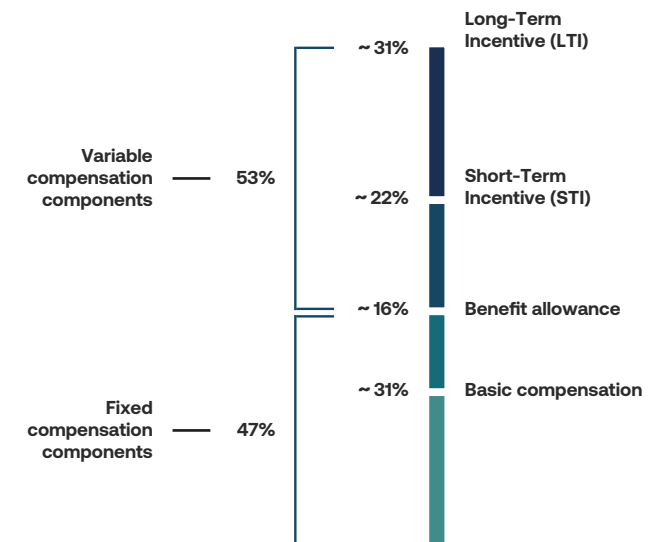 Long-Term
Incentive (LTI)
~ 31%
Variable
compensation
components
53%
Short-Term
Incentive (STI)
~ 22%
~ 16%
Benefit allowance
~ 31%
Basic compensation
Fixed
compensation
components
47%